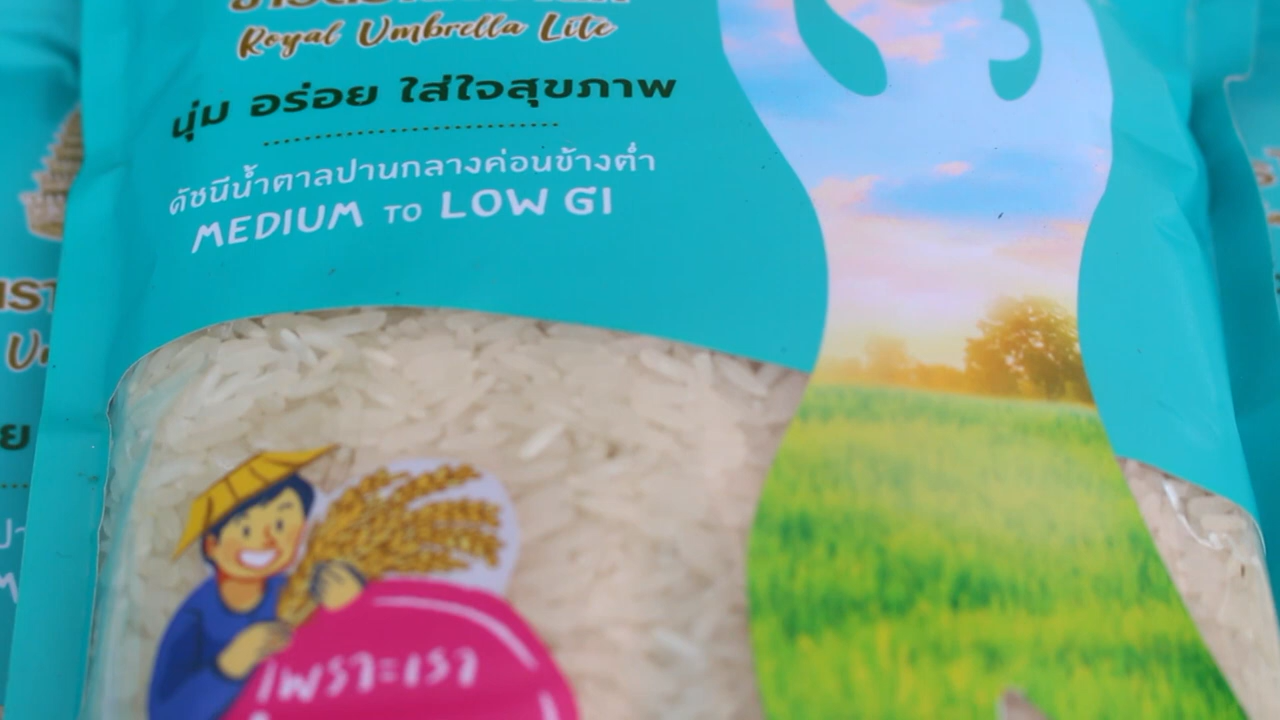 Royal Umbrella Lite
นุ่ม อร่อย ใส่ใจสุขภาพ
ดัชนีน้ำตาลปานกลางค่อนข้างต่ำ
MEDIUM TO LOW GI
เพราะเรา